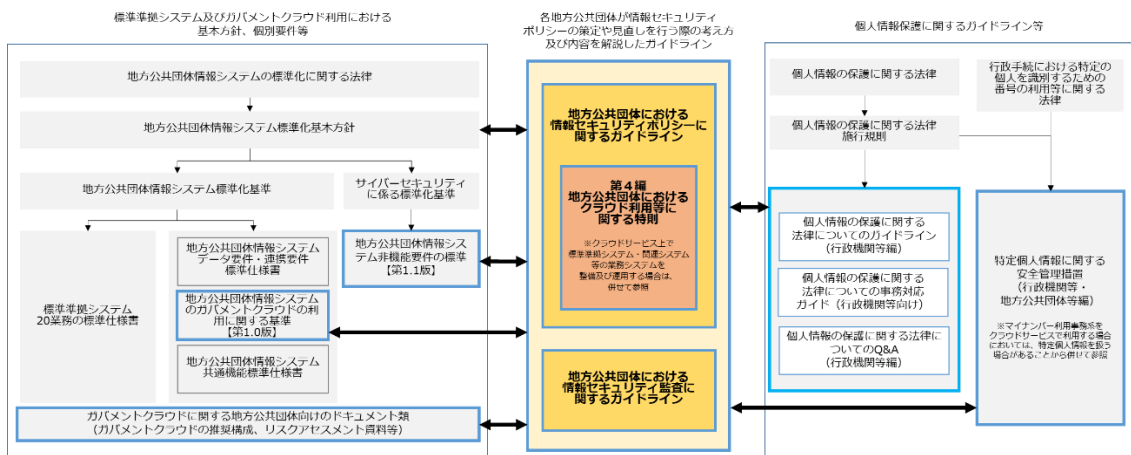 標準準拠システム及びガバメントクラウド利用における
基本方針、個別要件等
地方公共団体情報システムの標準化に関する法律
地方公共団体情報システム標準化基本方針
地方公共団体情報システム標準化基準
サイバーセキュリティ
に係る標準化基準
標準準拠システム
20業務の標準仕様書
地方公共団体情報システム
データ要件・連携要件
標準仕様書
地方公共団体情報システム
のガバメントクラウドの利
用に関する基準
【第1.0版】
地方公共団体情報システム
共通機能標準仕様書
地方公共団体情報シス
テム非機能要件の標準
【第1.1版】
ガバメントクラウドに関する地方公共団体向けのドキュメント類
（ガバメントクラウドの推奨構成、リスクアセスメント資料等）
各地方公共団体が情報セキュリティ
ポリシーの策定や見直しを行う際の考え方
及び内容を解説したガイドライン
地方公共団体における
情報セキュリティポリシーに
関するガイドライン
第４編
地方公共団体における
クラウド利用等に
関する特則
※クラウドサービス上で
標準準拠システム・関連システム
等の業務システムを
整備及び運用する場合は、
併せて参照
地方公共団体における
情報セキュリティ監査に
関するガイドライン
個人情報保護に関するガイドライン等
個人情報の保護に関する法律
行政手続における特定の
個人を識別するための
番号の利用等に関する
法律
個人情報の保護に関する法律
施行規則
個人情報の保護に関する
法律についてのガイドライン
（行政機関等編）
個人情報の保護に関する
法律についての事務対応
ガイド（行政機関等向け）
個人情報の保護に関する法律に
ついてのQ&A
（行政機関等編）
特定個人情報に関する
安全管理措置
（行政機関等・
地方公共団体等編）
※マイナンバー利用事務系を
クラウドサービスで利用する場合
においては、特定個人情報を扱う
場合があることから併せて参照